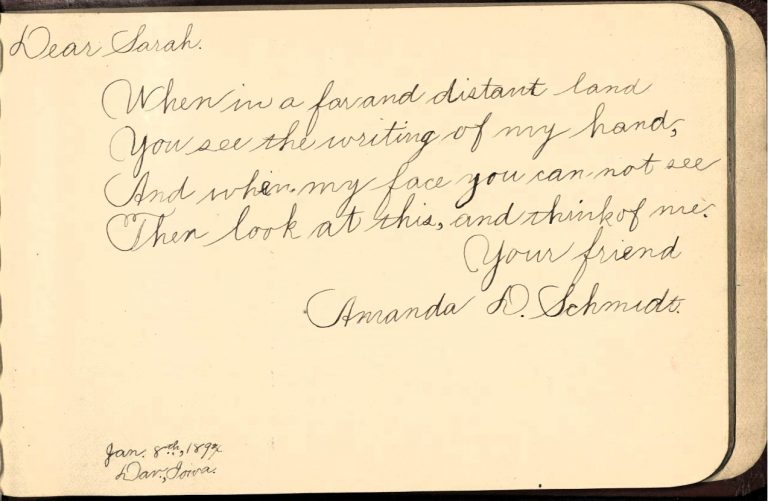 Dear Sarah.
When in a far and distant land
You see the writing of my hand,
And when my face you can not see
Then look at this, and think of me.
Your friend
Amanda D. Schmidt.
Jan. 8th,
Dav., Iowa.